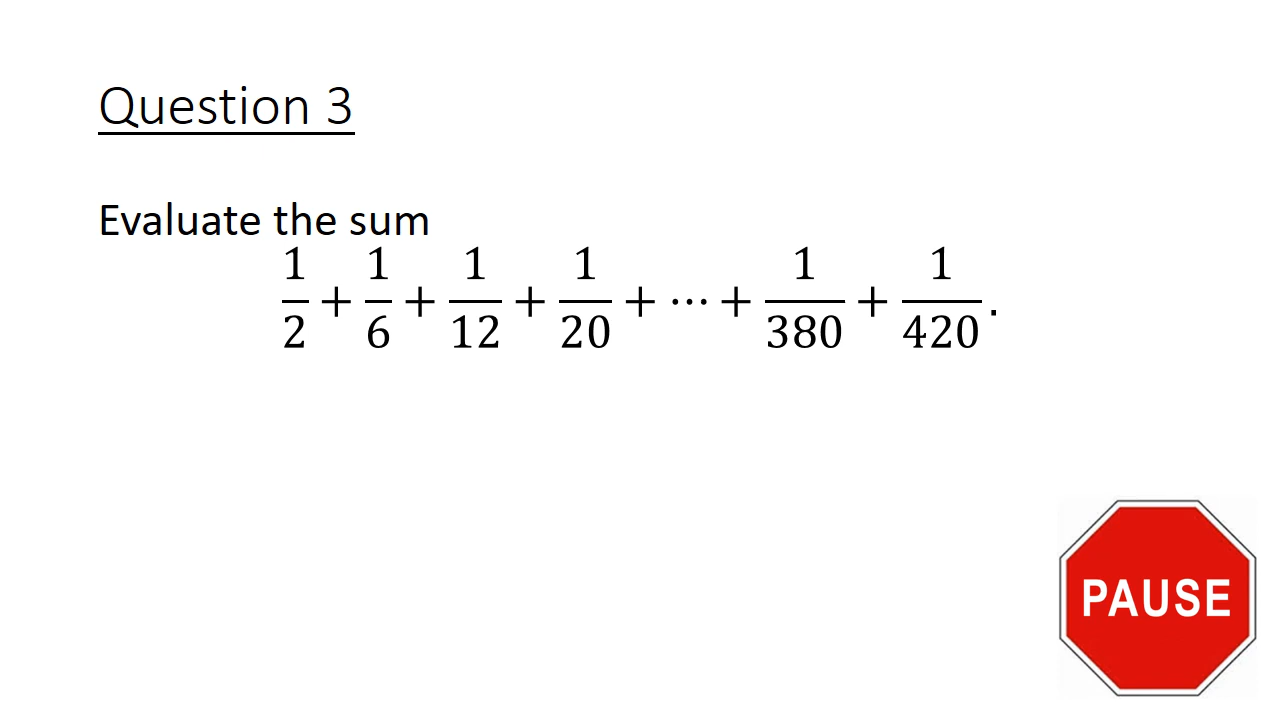 Question 3
Evaluate the sum
1/2 + 1/6 + 1/12 + 1/20 + ⋯ + 1/380 + 1/420.
PAUSE